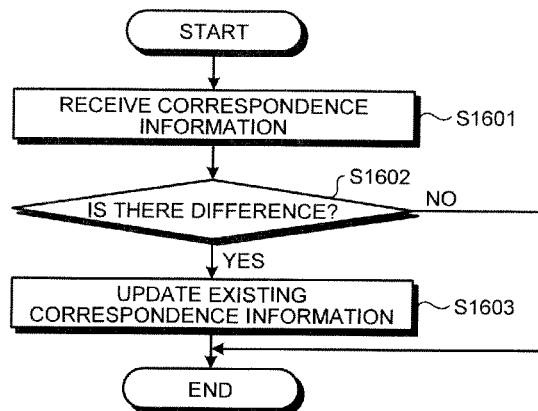 START
RECEIVE CORRESPONDENCE
INFORMATION
S1601
S1602
IS THERE DIFFERENCE?
NO
YES
UPDATE EXISTING
CORRESPONDENCE INFORMATION
S1603
END